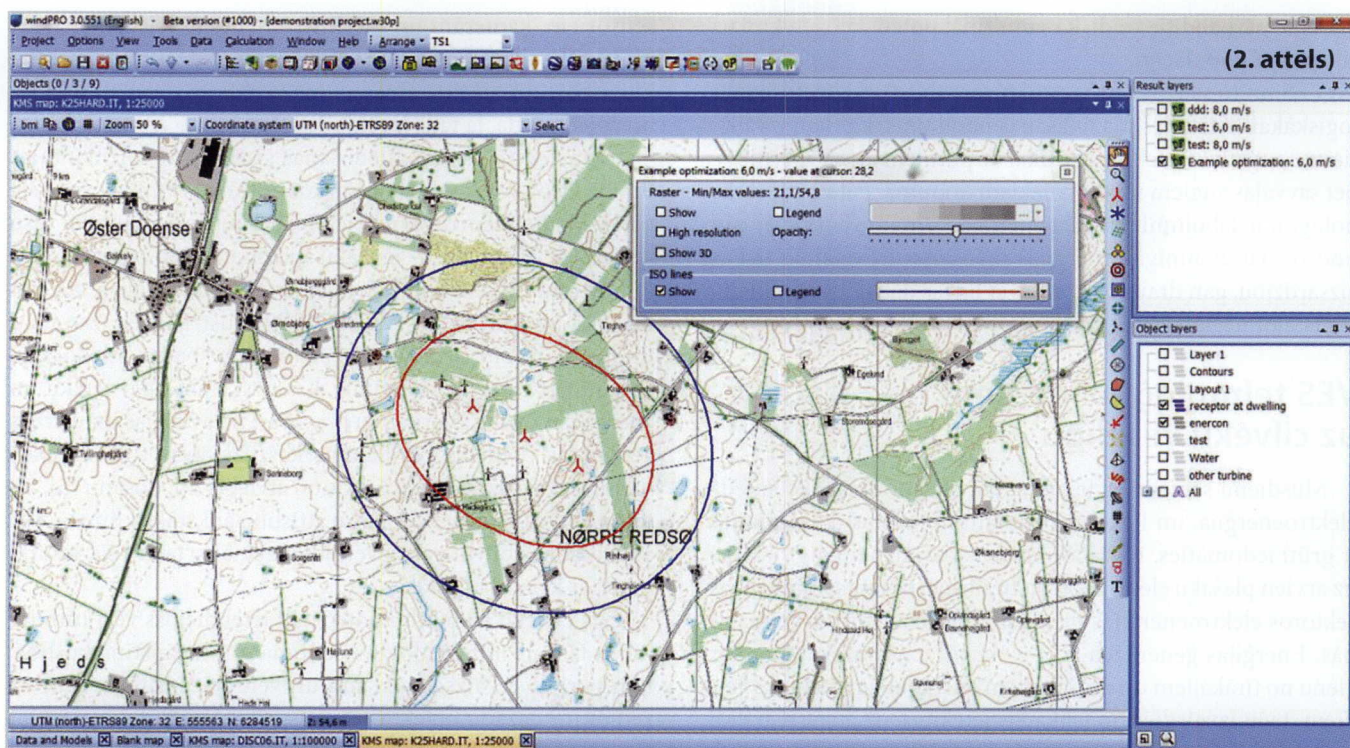 windPRO 3.0.551 (English) - Beta version (#1000) - [demonstration project.w30p]
Project Options View Tools Data Calculation Window Help Arrange TS1
(2. attēls)
Objects (0 / 3 / 9)
KMS map: K25HARD.IT, 1:25000
bmi Zoom 50 % Coordinate system UTM (north)-ETRS89 Zone: 32 Select
Result layers
ddd: 8,0 m/s
test: 6,0 m/s
test: 8,0 m/s
Example optimization: 6,0 m/s
Example optimization: 6,0 m/s - value at cursor: 28,2
Raster - Min/Max values: 21,1/54,8
Show Legend
High resolution Opacity:
Show 3D
ISO lines
Show Legend
Object layers
Layer 1
Contours
Layout 1
receptor at dwelling
enercon
test
Water
other turbine
All
Øster Doense
NØRRE REDSØ
Hjeds
UTM (north)-ETRS89 Zone: 32 E: 555563 N: 6284519 Z: 54,6 m
Data and Models Blank map KMS map: DISC06.IT, 1:100000 KMS map: K25HARD.IT, 1:25000